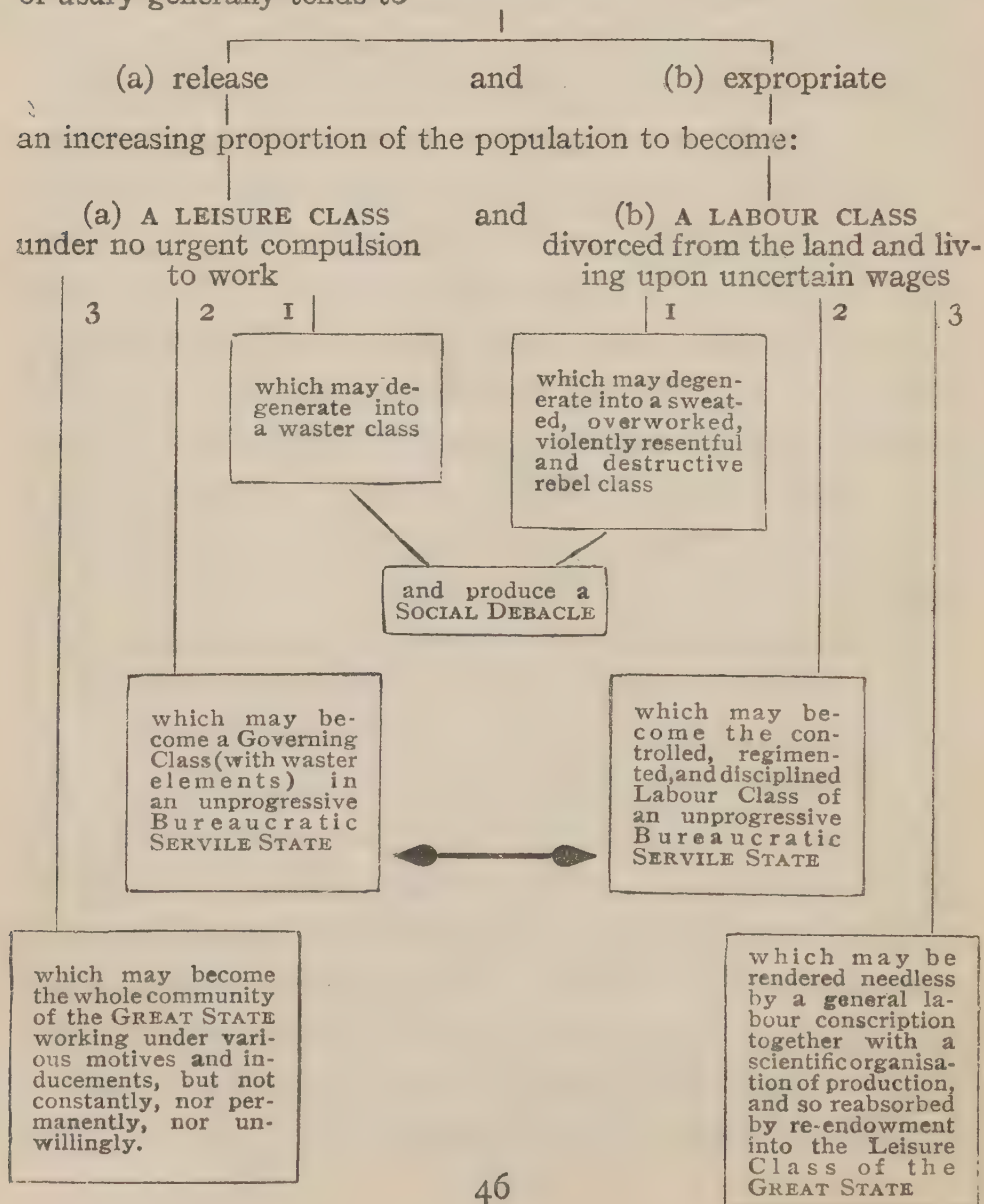 of usury generally tends to
(a) release and (b) expropriate
an increasing proportion of the population to become:
(a) A LEISURE CLASS and (b) A LABOUR CLASS
under no urgent compulsion divorced from the land and liv-
to work ing upon uncertain wages
3 2 1 1 2 3
which may de-
generate into
a waster class
which may degen-
erate into a sweat-
ed, overworked,
violently resentful
and destructive
rebel class
and produce a
SOCIAL DEBACLE
which may be-
come a Governing
Class (with waster
elements) in
an unprogressive
Bureaucratic
SERVILE STATE
which may be-
come the con-
trolled, regimen-
ted, and disciplined
Labour Class of
an unprogressive
Bureaucratic
SERVILE STATE
which may become
the whole community
of the GREAT STATE
working under vari-
ous motives and in-
ducements, but not
constantly, nor per-
manently, nor un-
willingly.
which may be
rendered needless
by a general la-
bour conscription
together with a
scientific organisa-
tion of production,
and so reabsorbed
by re-endowment
into the Leisure
Class of the
GREAT STATE
46